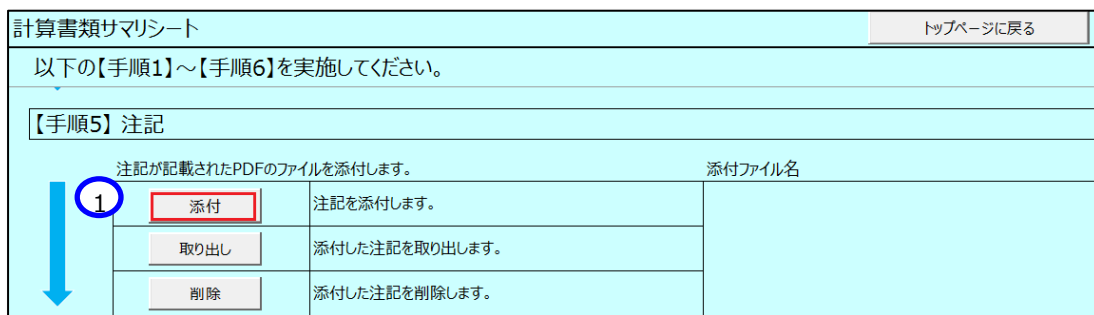 計算書類サマリシート
トップページに戻る
以下の【手順1】～【手順6】を実施してください。
【手順5】 注記
注記が記載されたPDFのファイルを添付します。
添付ファイル名
1
添付
注記を添付します。
取り出し
添付した注記を取り出します。
削除
添付した注記を削除します。